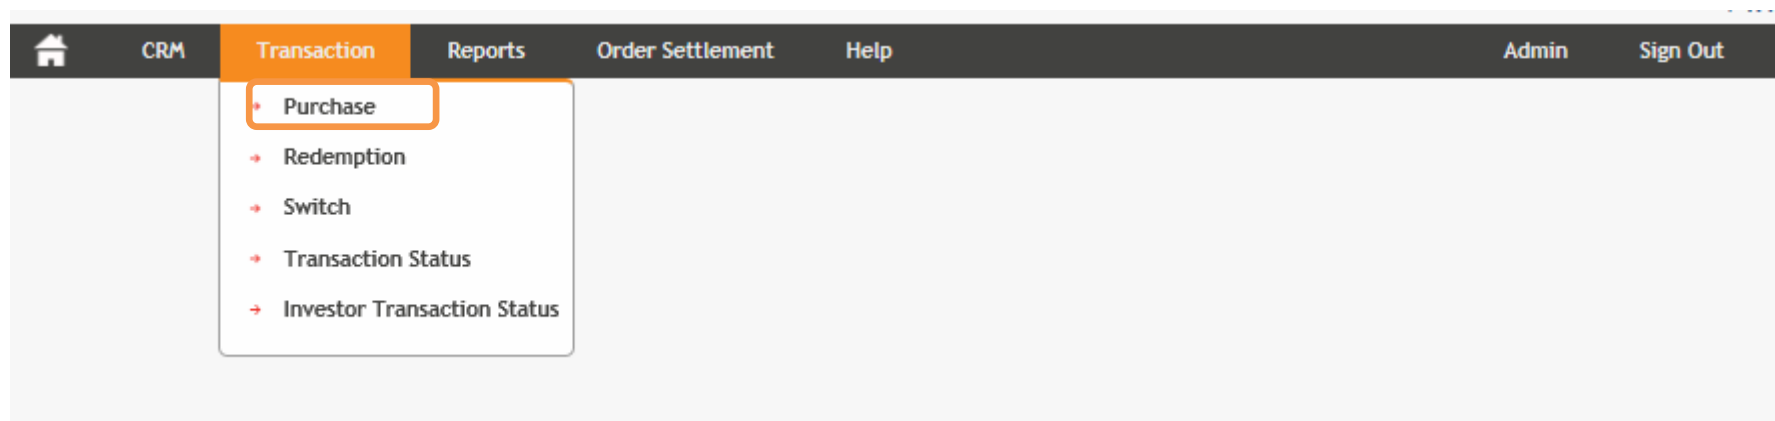 CRM Transaction Reports Order Settlement Help Admin Sign Out
Purchase
Redemption
Switch
Transaction Status
Investor Transaction Status